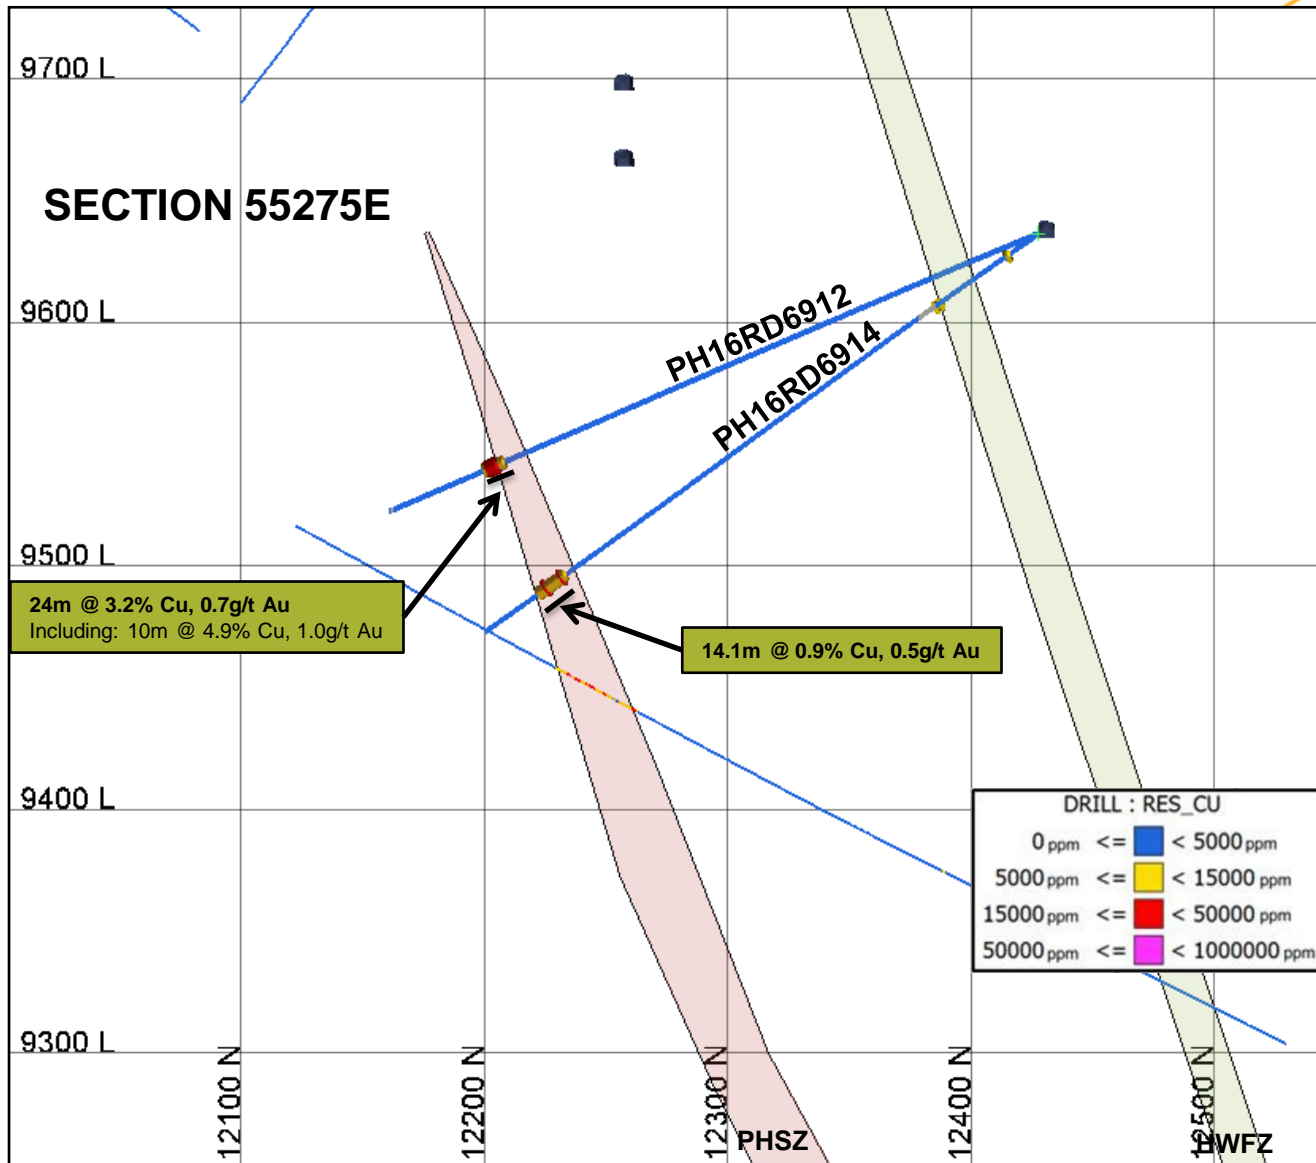 9700 L
SECTION 55275E
9600 L
PH16RD6912
PH16RD6914
9500 L
24m @ 3.2% Cu, 0.7g/t Au
Including: 10m @ 4.9% Cu, 1.0g/t Au
14.1m @ 0.9% Cu, 0.5g/t Au
9400 L
DRILL : RES_CU
0 ppm <= < 5000 ppm
5000 ppm <= < 15000 ppm
15000 ppm <= < 50000 ppm
50000 ppm <= < 1000000 ppm
9300 L
12100 N
12200 N
12300 N
12400 N
12500 N
PHSZ
HWFZ